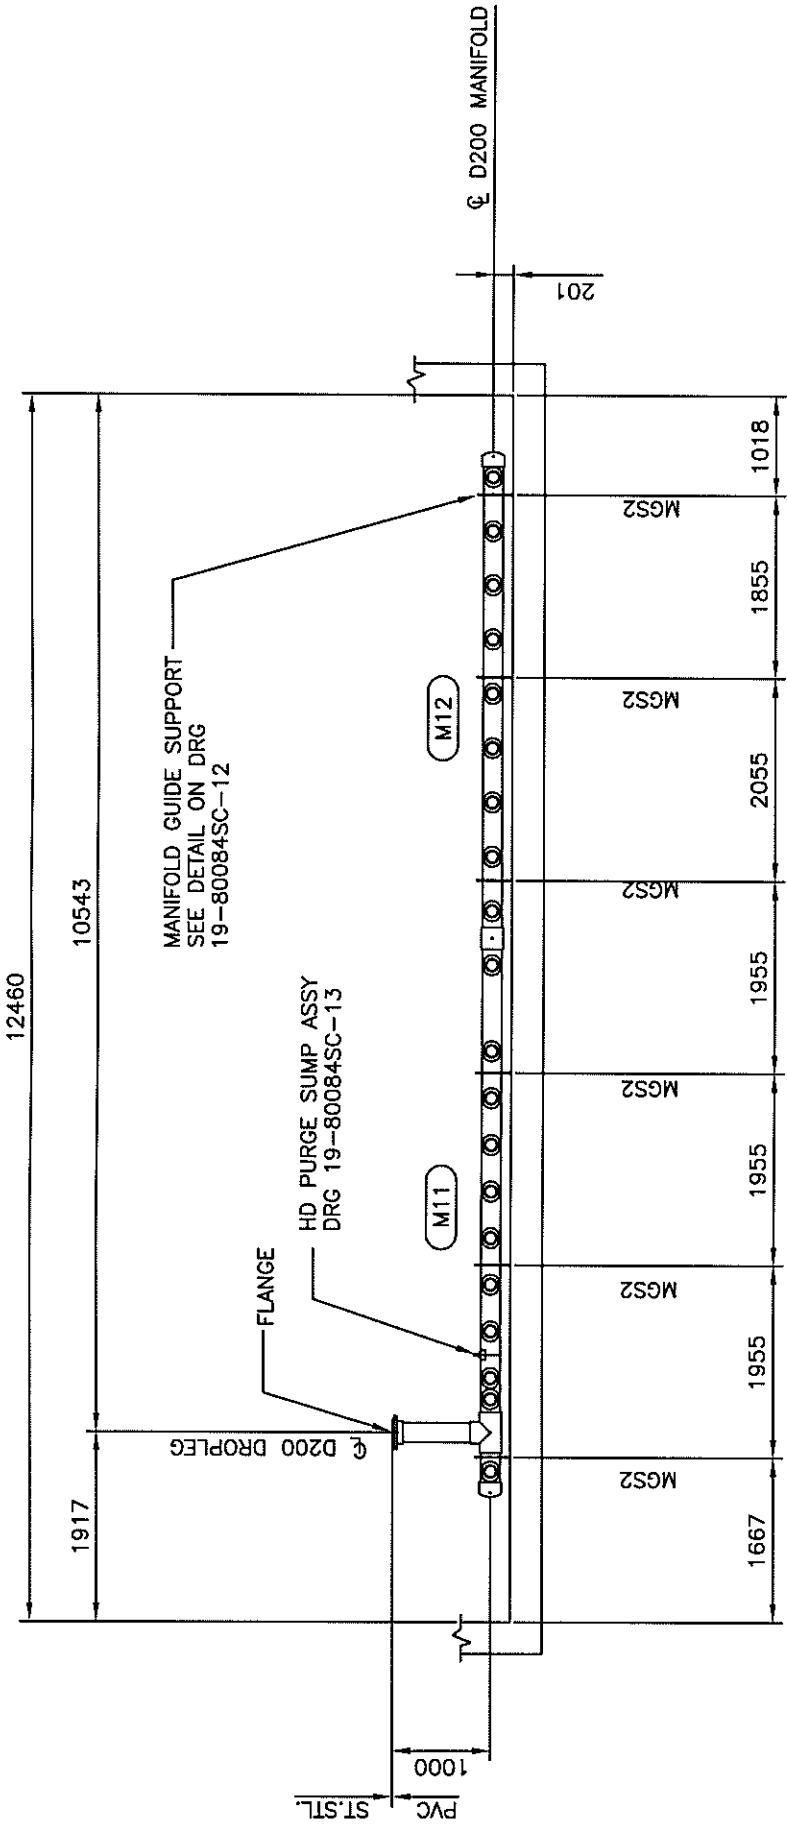 12460
1917
10543
MANIFOLD GUIDE SUPPORT
SEE DETAIL ON DRG
19-80084SC-12
HD PURGE SUMP ASSY
DRG 19-80084SC-13
FLANGE
℄ D200 DROPLEG
M11
M12
℄ D200 MANIFOLD
201
1000
ST.STL.
PVC
MGS2
MGS2
MGS2
MGS2
MGS2
MGS2
1667
1955
1955
1955
2055
1855
1018